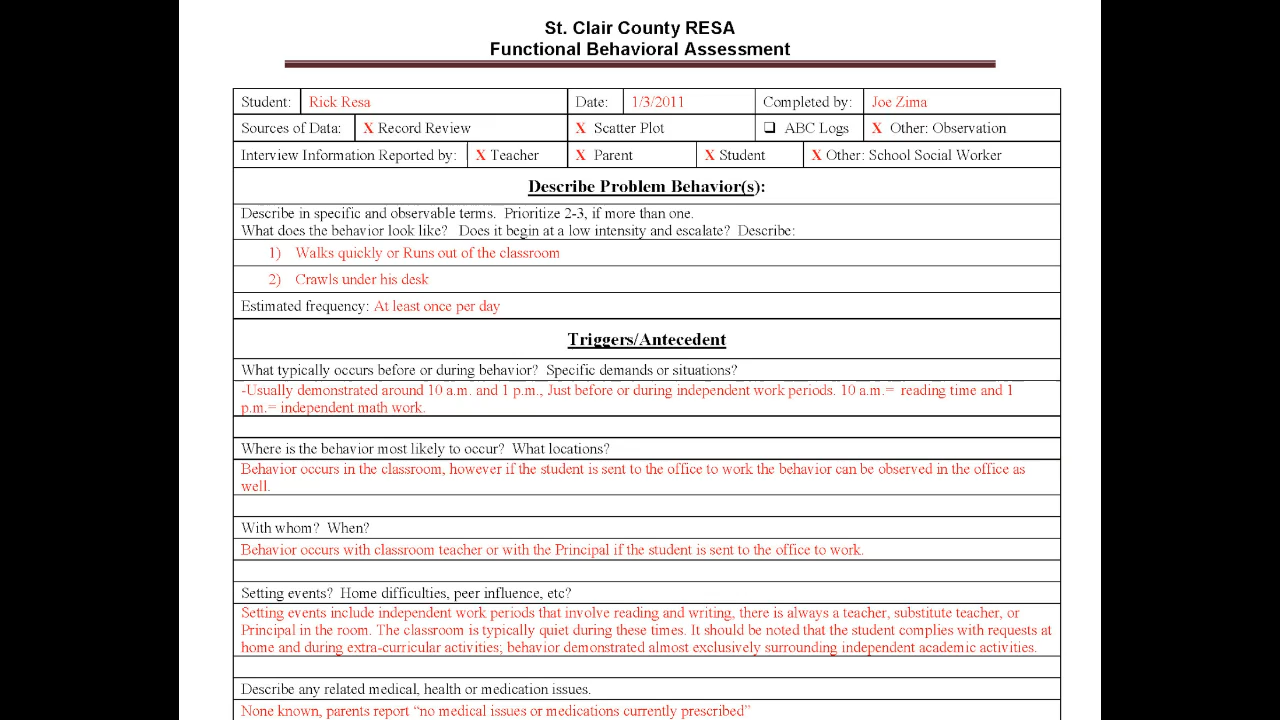 St. Clair County RESA
Functional Behavioral Assessment
Student: Rick Resa Date: 1/3/2011 Completed by: Joe Zima
Sources of Data: X Record Review X Scatter Plot ❑ ABC Logs X Other: Observation
Interview Information Reported by: X Teacher X Parent X Student X Other: School Social Worker
Describe Problem Behavior(s):
Describe in specific and observable terms. Prioritize 2-3, if more than one.
What does the behavior look like? Does it begin at a low intensity and escalate? Describe:
1) Walks quickly or Runs out of the classroom
2) Crawls under his desk
Estimated frequency: At least once per day
Triggers/Antecedent
What typically occurs before or during behavior? Specific demands or situations?
-Usually demonstrated around 10 a.m. and 1 p.m., Just before or during independent work periods. 10 a.m.= reading time and 1
p.m.= independent math work.
Where is the behavior most likely to occur? What locations?
Behavior occurs in the classroom, however if the student is sent to the office to work the behavior can be observed in the office as
well.
With whom? When?
Behavior occurs with classroom teacher or with the Principal if the student is sent to the office to work.
Setting events? Home difficulties, peer influence, etc?
Setting events include independent work periods that involve reading and writing, there is always a teacher, substitute teacher, or
Principal in the room. The classroom is typically quiet during these times. It should be noted that the student complies with requests at
home and during extra-curricular activities; behavior demonstrated almost exclusively surrounding independent academic activities.
Describe any related medical, health or medication issues.
None known, parents report “no medical issues or medications currently prescribed”